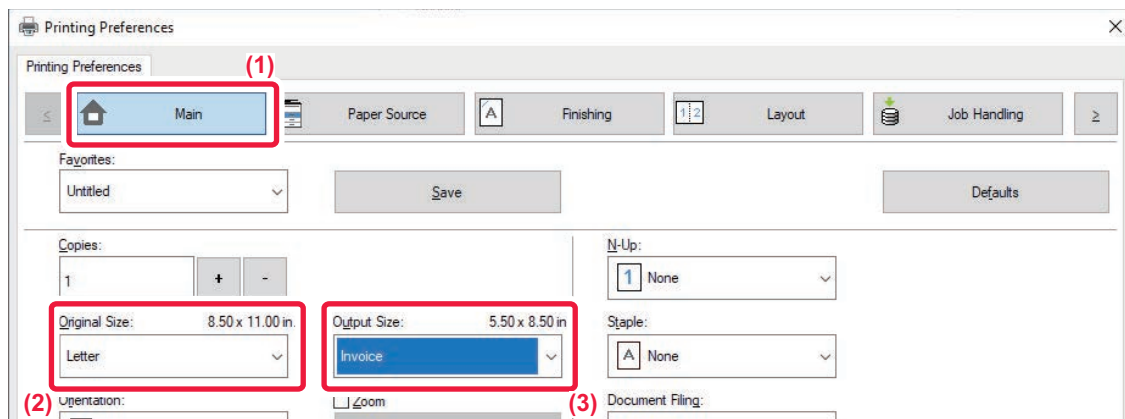 Printing Preferences
Printing Preferences
(1)
≤ Main Paper Source A Finishing 1 2 Layout Job Handling ≥
Favorites:
Untitled Save Defaults
Copies: N-Up:
1 + - 1 None
Original Size: 8.50 x 11.00 in. Output Size: 5.50 x 8.50 in Staple:
Letter Invoice A None
(2) Orientation: Zoom (3) Document Filing: